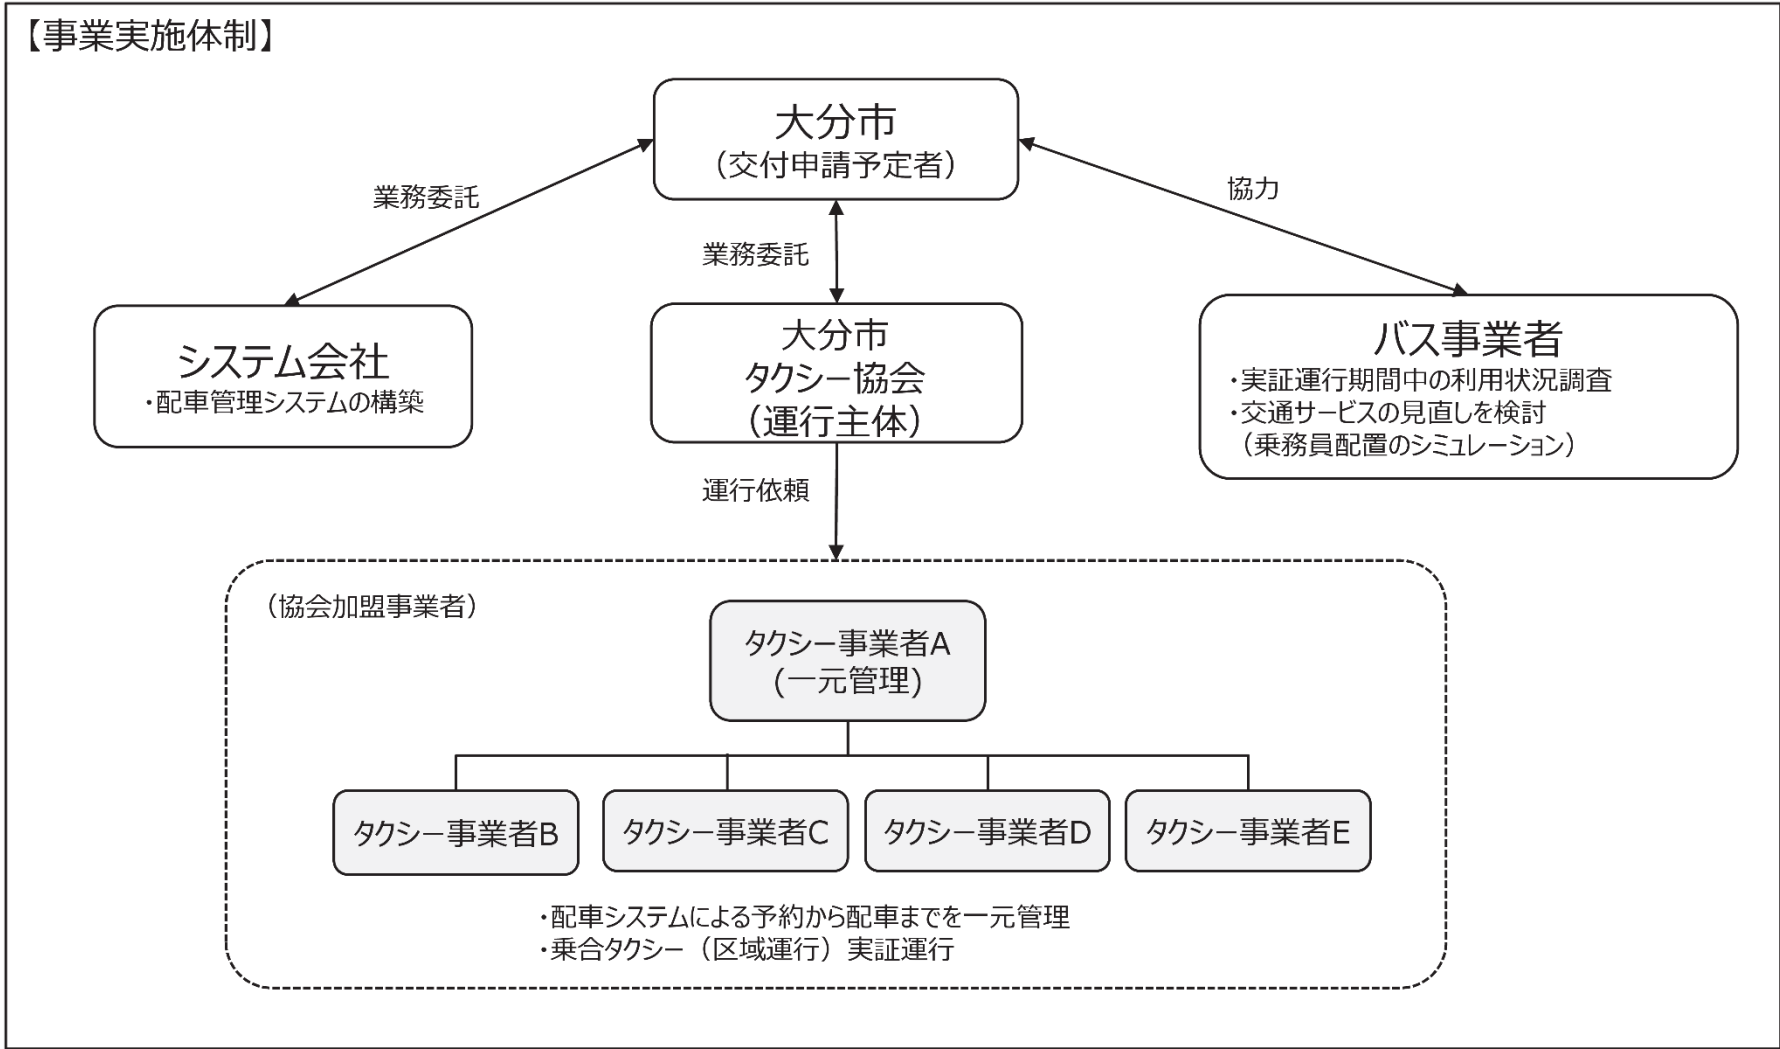 【事業実施体制】
大分市
（交付申請予定者）
業務委託
業務委託
協力
システム会社
・配車管理システムの構築
大分市
タクシー協会
（運行主体）
バス事業者
・実証運行期間中の利用状況調査
・交通サービスの見直しを検討
（乗務員配置のシミュレーション）
運行依頼
（協会加盟事業者）
タクシー事業者A
(一元管理)
タクシー事業者B
タクシー事業者C
タクシー事業者D
タクシー事業者E
・配車システムによる予約から配車までを一元管理
・乗合タクシー（区域運行）実証運行